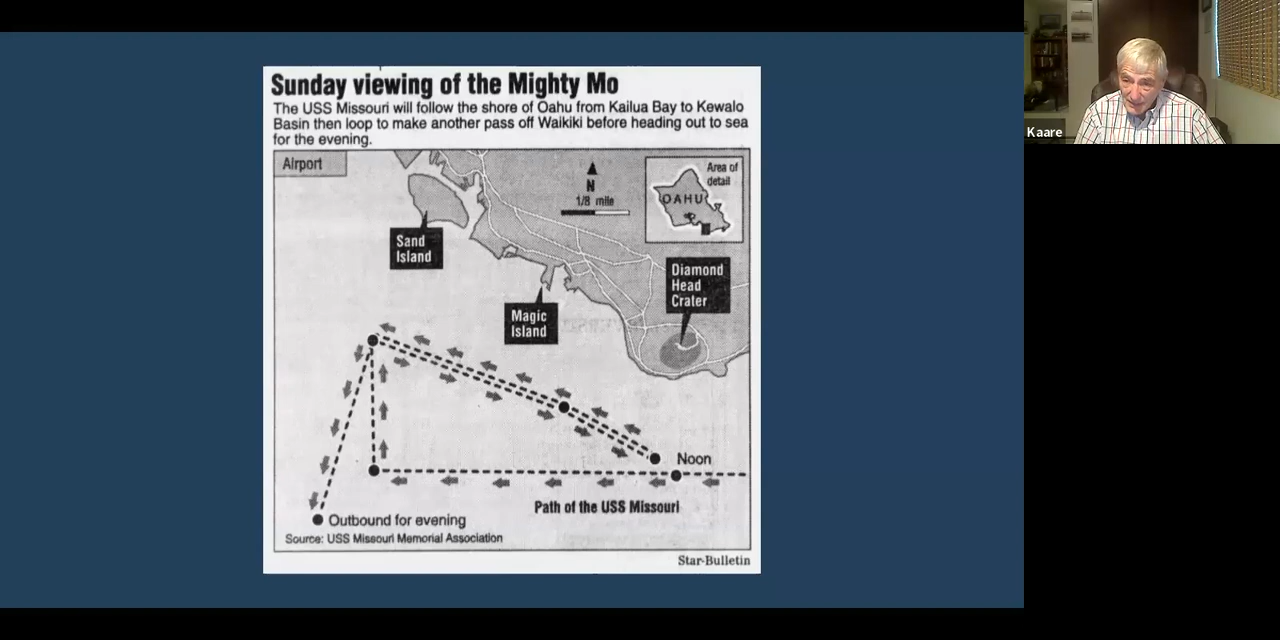 Sunday viewing of the Mighty Mo
The USS Missouri will follow the shore of Oahu from Kailua Bay to Kewalo
Basin then loop to make another pass off Waikiki before heading out to sea
for the evening.
Airport
N
1/8 mile
Area of
detail
OAHU
Sand
Island
Diamond
Head
Crater
Magic
Island
Noon
Path of the USS Missouri
Outbound for evening
Source: USS Missouri Memorial Association
Star-Bulletin
Kaare